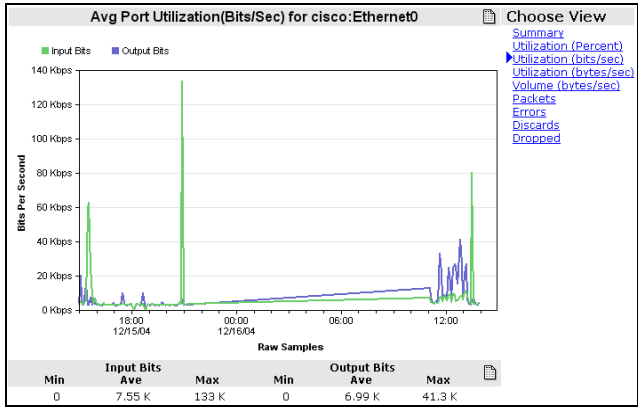 Avg Port Utilization(Bits/Sec) for cisco:Ethernet0
Input Bits Output Bits
140 Kbps
120 Kbps
100 Kbps
80 Kbps
60 Kbps
40 Kbps
20 Kbps
0 Kbps
Bits Per Second
18:00 00:00 06:00 12:00
12/15/04 12/16/04
Raw Samples
Input Bits Output Bits
Min Ave Max Min Ave Max
0 7.55 K 133 K 0 6.99 K 41.3 K
Choose View
Summary
Utilization (Percent)
Utilization (bits/sec)
Utilization (bytes/sec)
Volume (bytes/sec)
Packets
Errors
Discards
Dropped